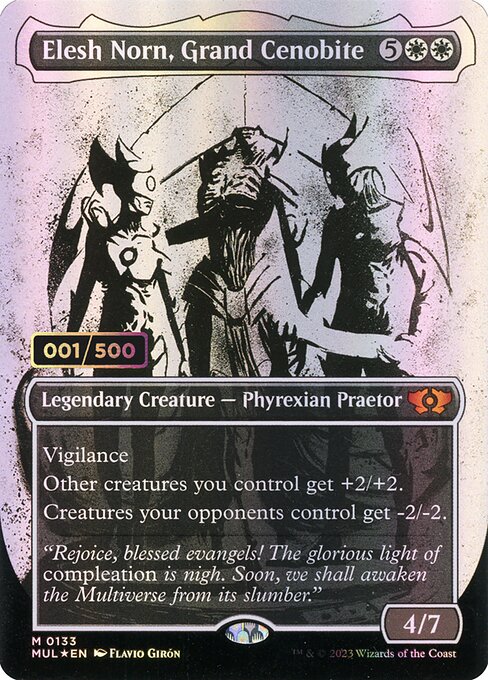 Elesh Norn, Grand Cenobite 5
001/500
Legendary Creature — Phyrexian Praetor
Vigilance
Other creatures you control get +2/+2.
Creatures your opponents control get -2/-2.
“Rejoice, blessed evangels! The glorious light of
compleation is nigh. Soon, we shall awaken
the Multiverse from its slumber.”
4/7
M 0133
MUL★EN Flavio Girón
™ & © 2023 Wizards of the Coast